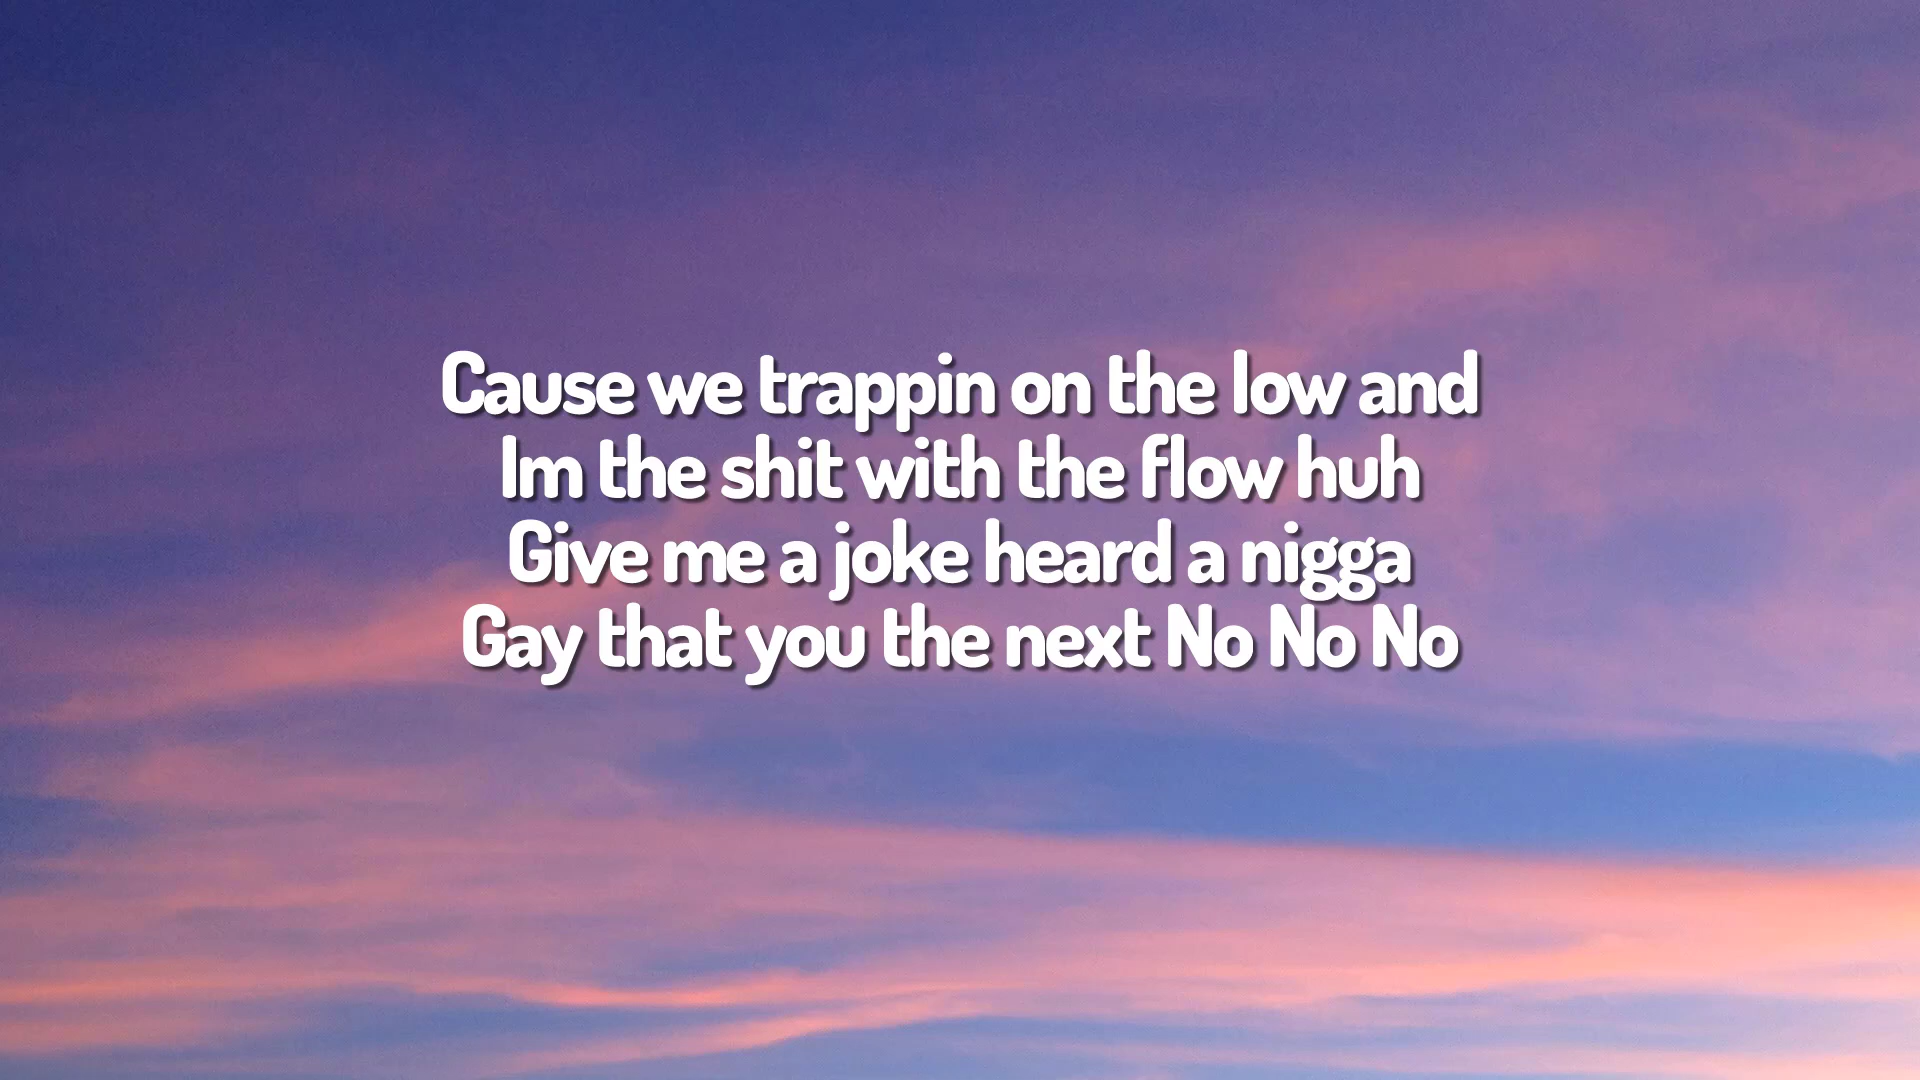 Cause we trappin on the low and
Im the shit with the flow huh
Give me a joke heard a nigga
Gay that you the next No No No